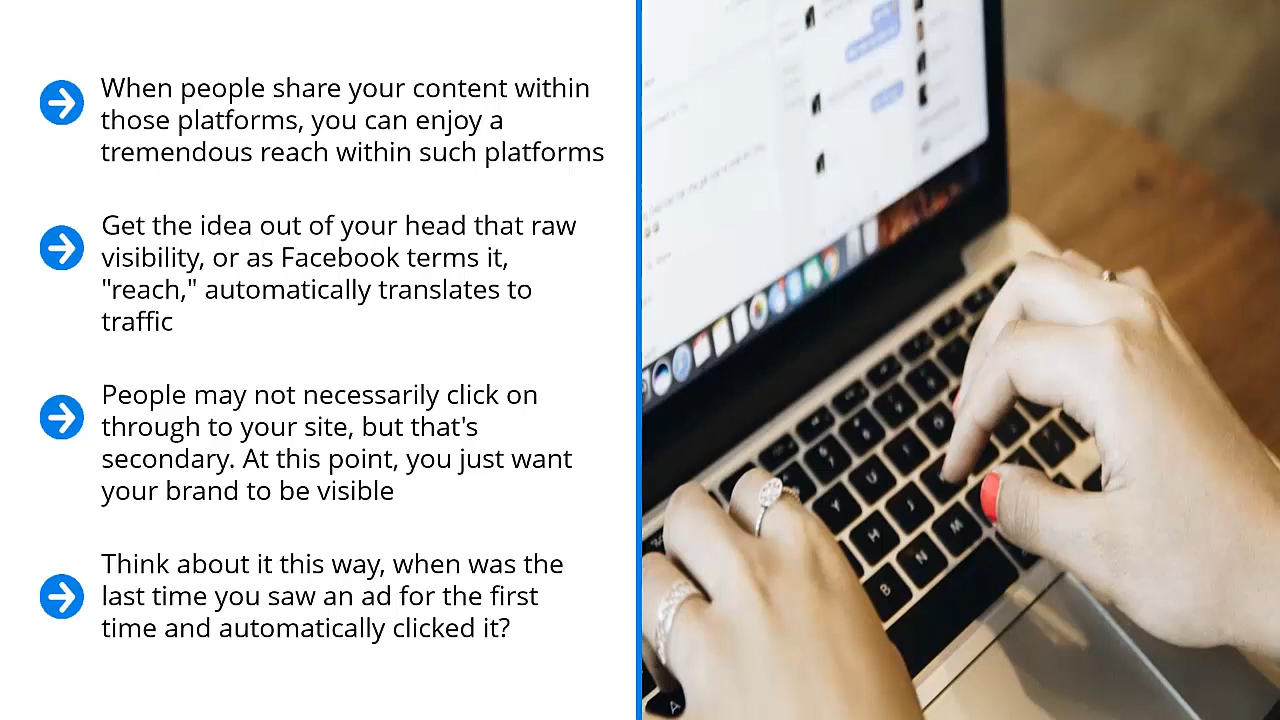 When people share your content within
those platforms, you can enjoy a
tremendous reach within such platforms
Get the idea out of your head that raw
visibility, or as Facebook terms it,
"reach," automatically translates to
traffic
People may not necessarily click on
through to your site, but that's
secondary. At this point, you just want
your brand to be visible
Think about it this way, when was the
last time you saw an ad for the first
time and automatically clicked it?